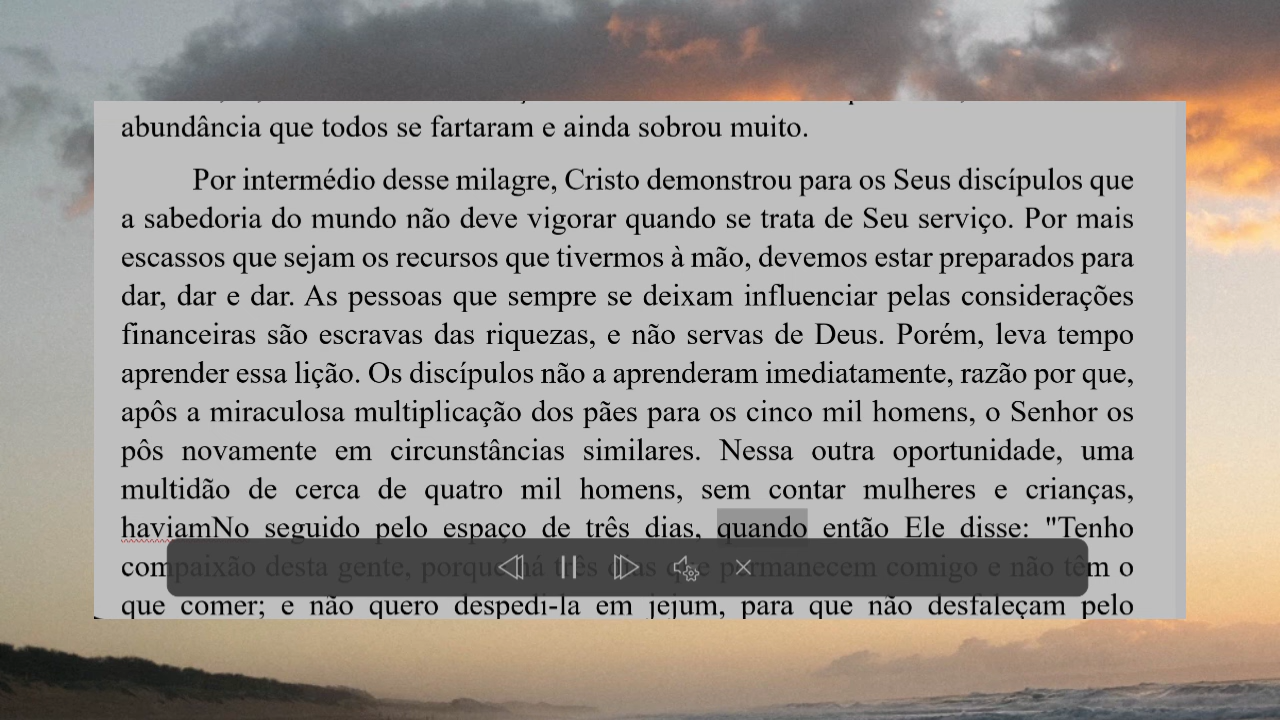 abundância que todos se fartaram e ainda sobrou muito.
Por intermédio desse milagre, Cristo demonstrou para os Seus discípulos que
a sabedoria do mundo não deve vigorar quando se trata de Seu serviço. Por mais
escassos que sejam os recursos que tivermos à mão, devemos estar preparados para
dar, dar e dar. As pessoas que sempre se deixam influenciar pelas considerações
financeiras são escravas das riquezas, e não servas de Deus. Porém, leva tempo
aprender essa lição. Os discípulos não a aprenderam imediatamente, razão por que,
apôs a miraculosa multiplicação dos pães para os cinco mil homens, o Senhor os
pôs novamente em circunstâncias similares. Nessa outra oportunidade, uma
multidão de cerca de quatro mil homens, sem contar mulheres e crianças,
haviamNo seguido pelo espaço de três dias, quando então Ele disse: "Tenho
compaixão desta gente, porque há três dias que permanecem comigo e não têm o
que comer; e não quero despedi-la em jejum, para que não desfaleçam pelo